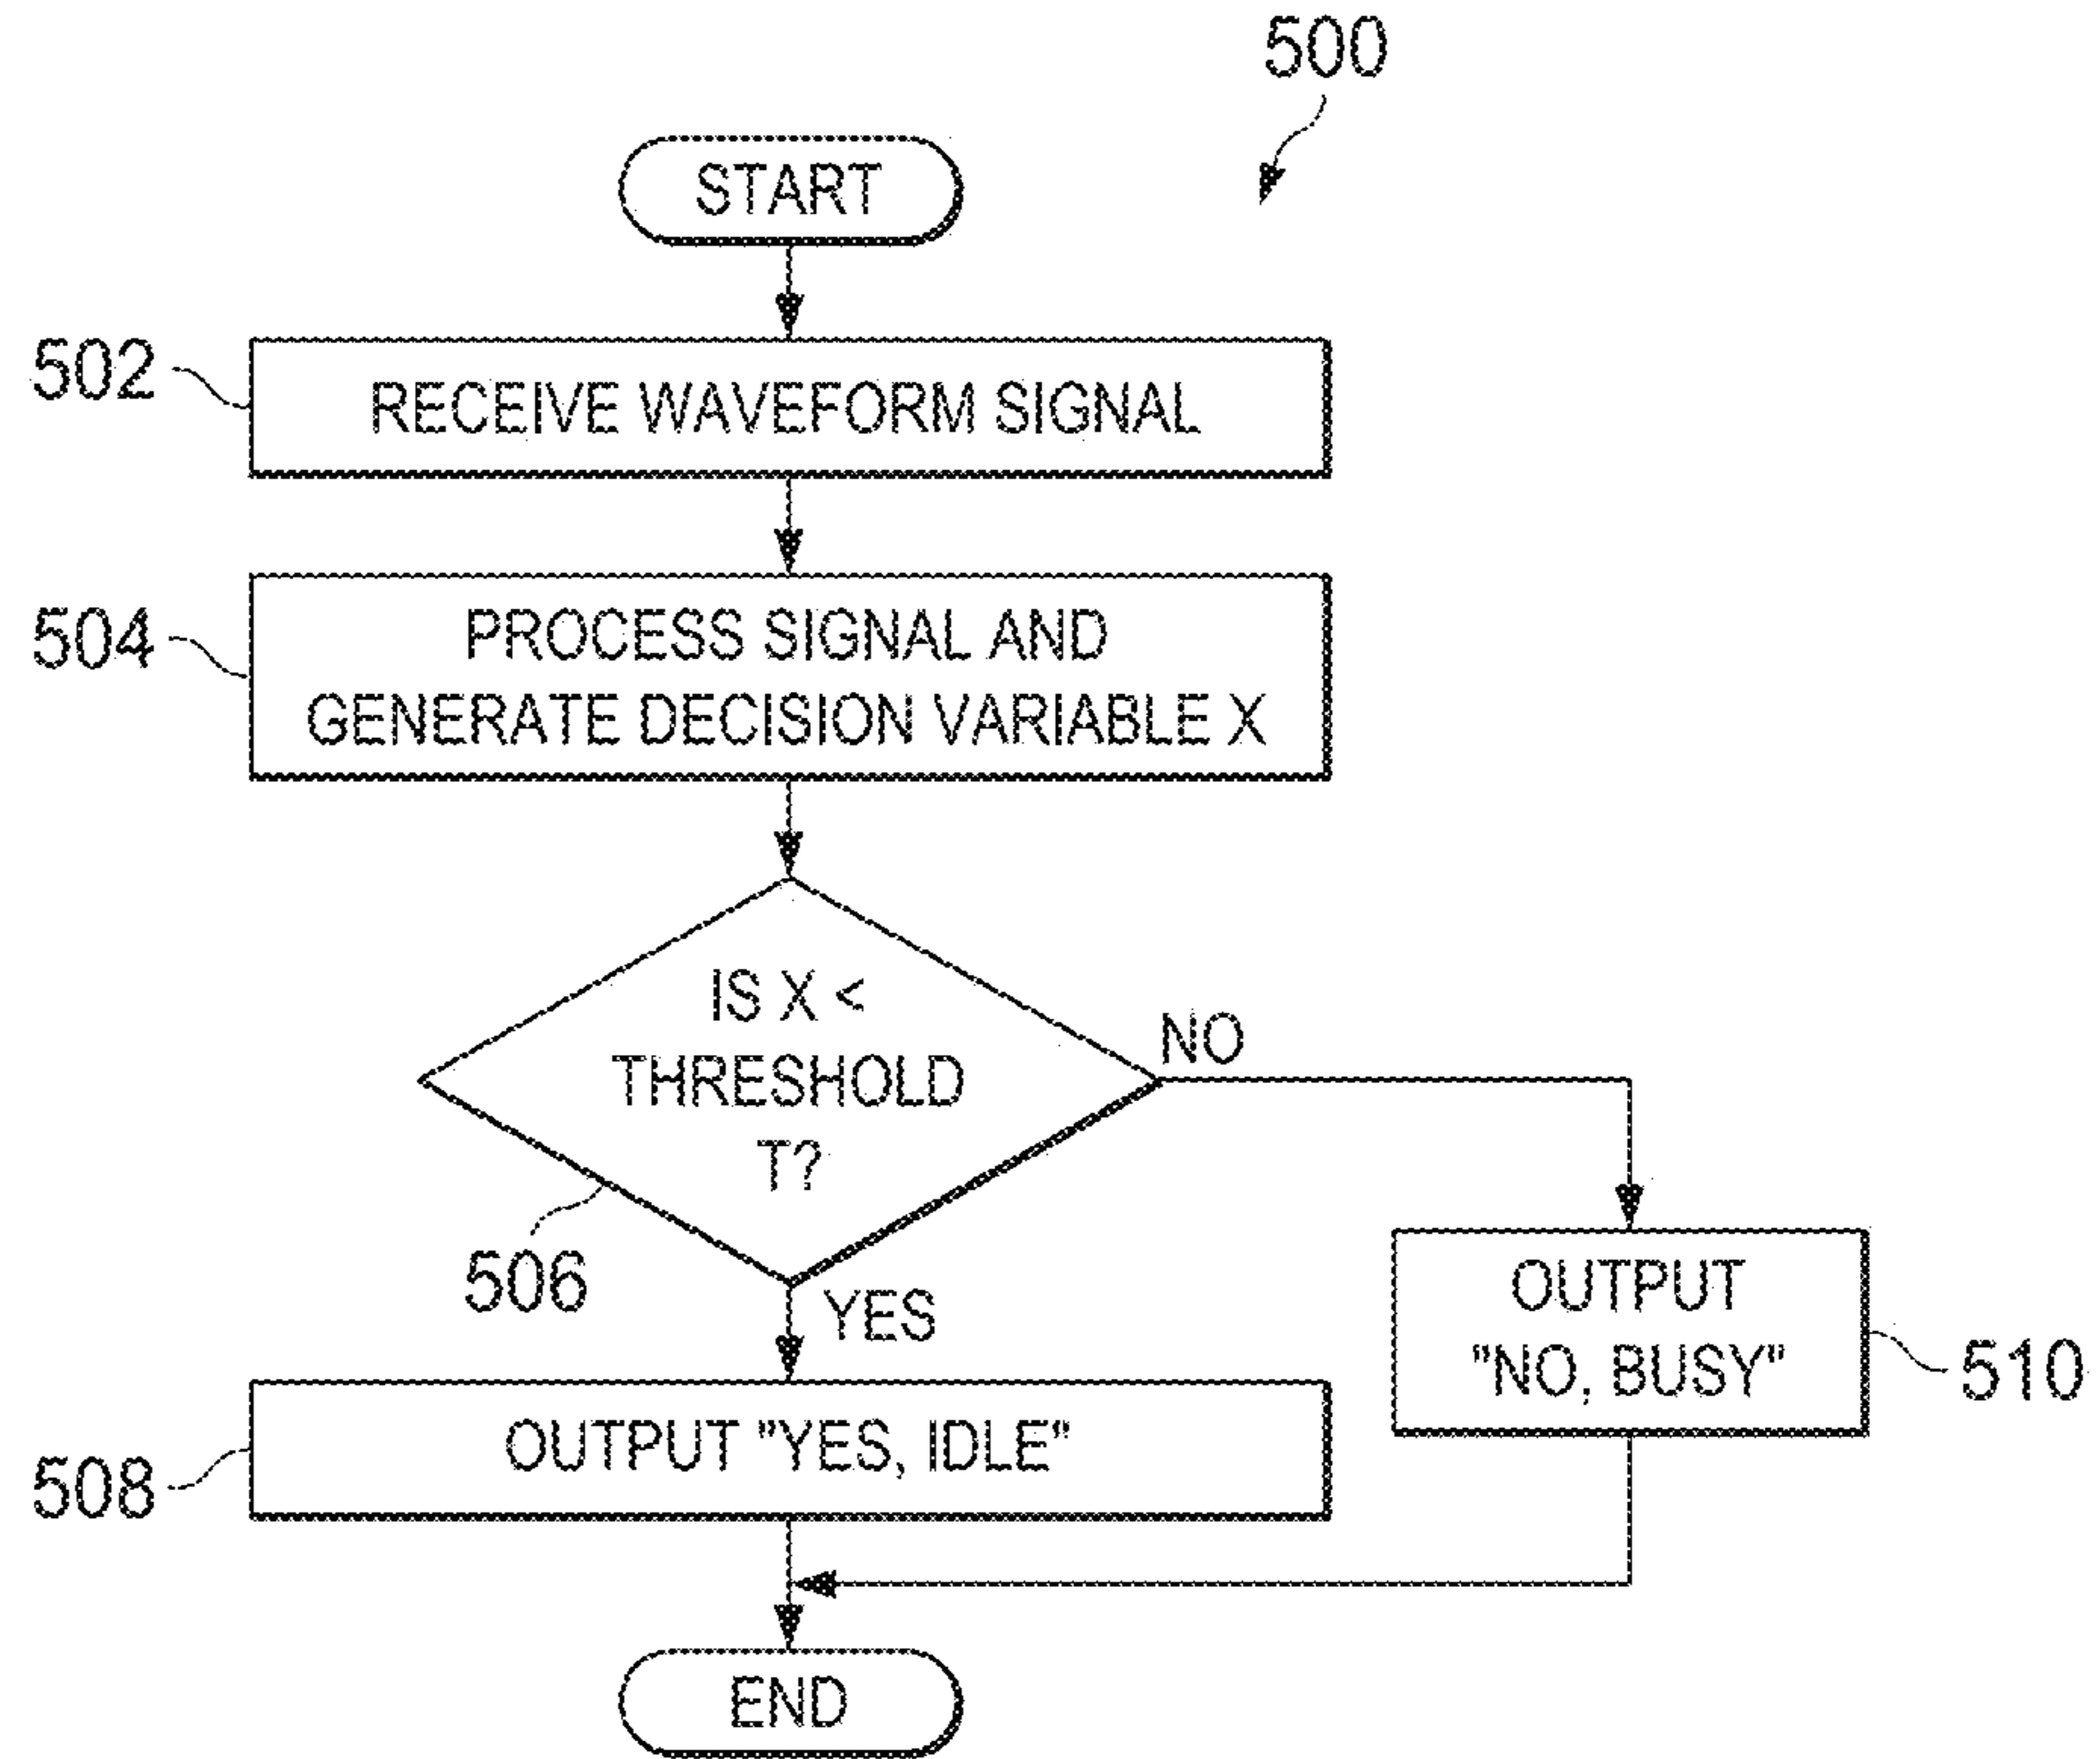 500
START
502
RECEIVE WAVEFORM SIGNAL
504
PROCESS SIGNAL AND
GENERATE DECISION VARIABLE X
IS X <
THRESHOLD
T?
NO
506
YES
OUTPUT
"NO, BUSY"
510
508
OUTPUT "YES, IDLE"
END